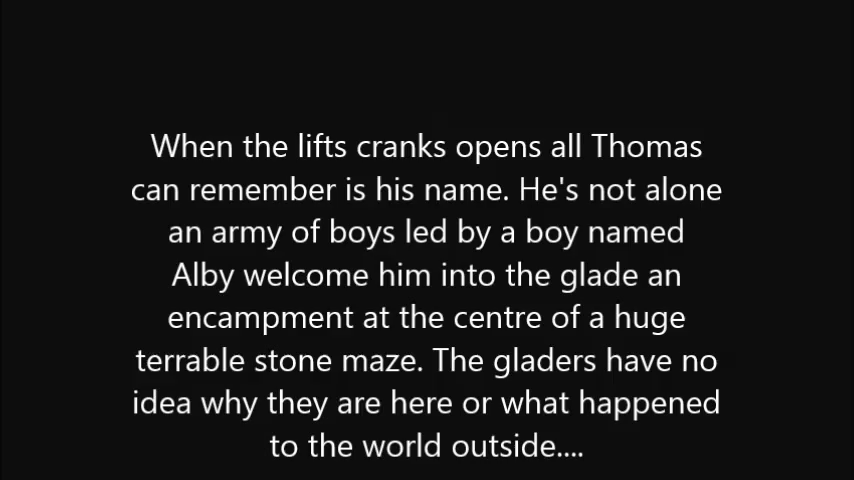 When the lifts cranks opens all Thomas
can remember is his name. He's not alone
an army of boys led by a boy named
Alby welcome him into the glade an
encampment at the centre of a huge
terrable stone maze. The gladers have no
idea why they are here or what happened
to the world outside....